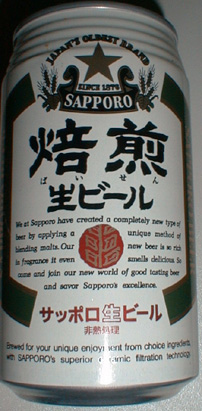 JAPAN'S OLDEST BRAND
SINCE 1876
SAPPORO
焙煎
ばいせん
生ビール
We at Sapporo have created a completely new type of
beer by applying a unique method of
blending malts. Our new beer is so rich
in fragrance it even smells delicious. So
come and join our new world of good tasting beer
and savor Sapporo's excellence.
サッポロ生ビール
非熱処理
Brewed for your unique enjoyment from choice ingredients,
with SAPPORO's superior ceramic filtration technology.